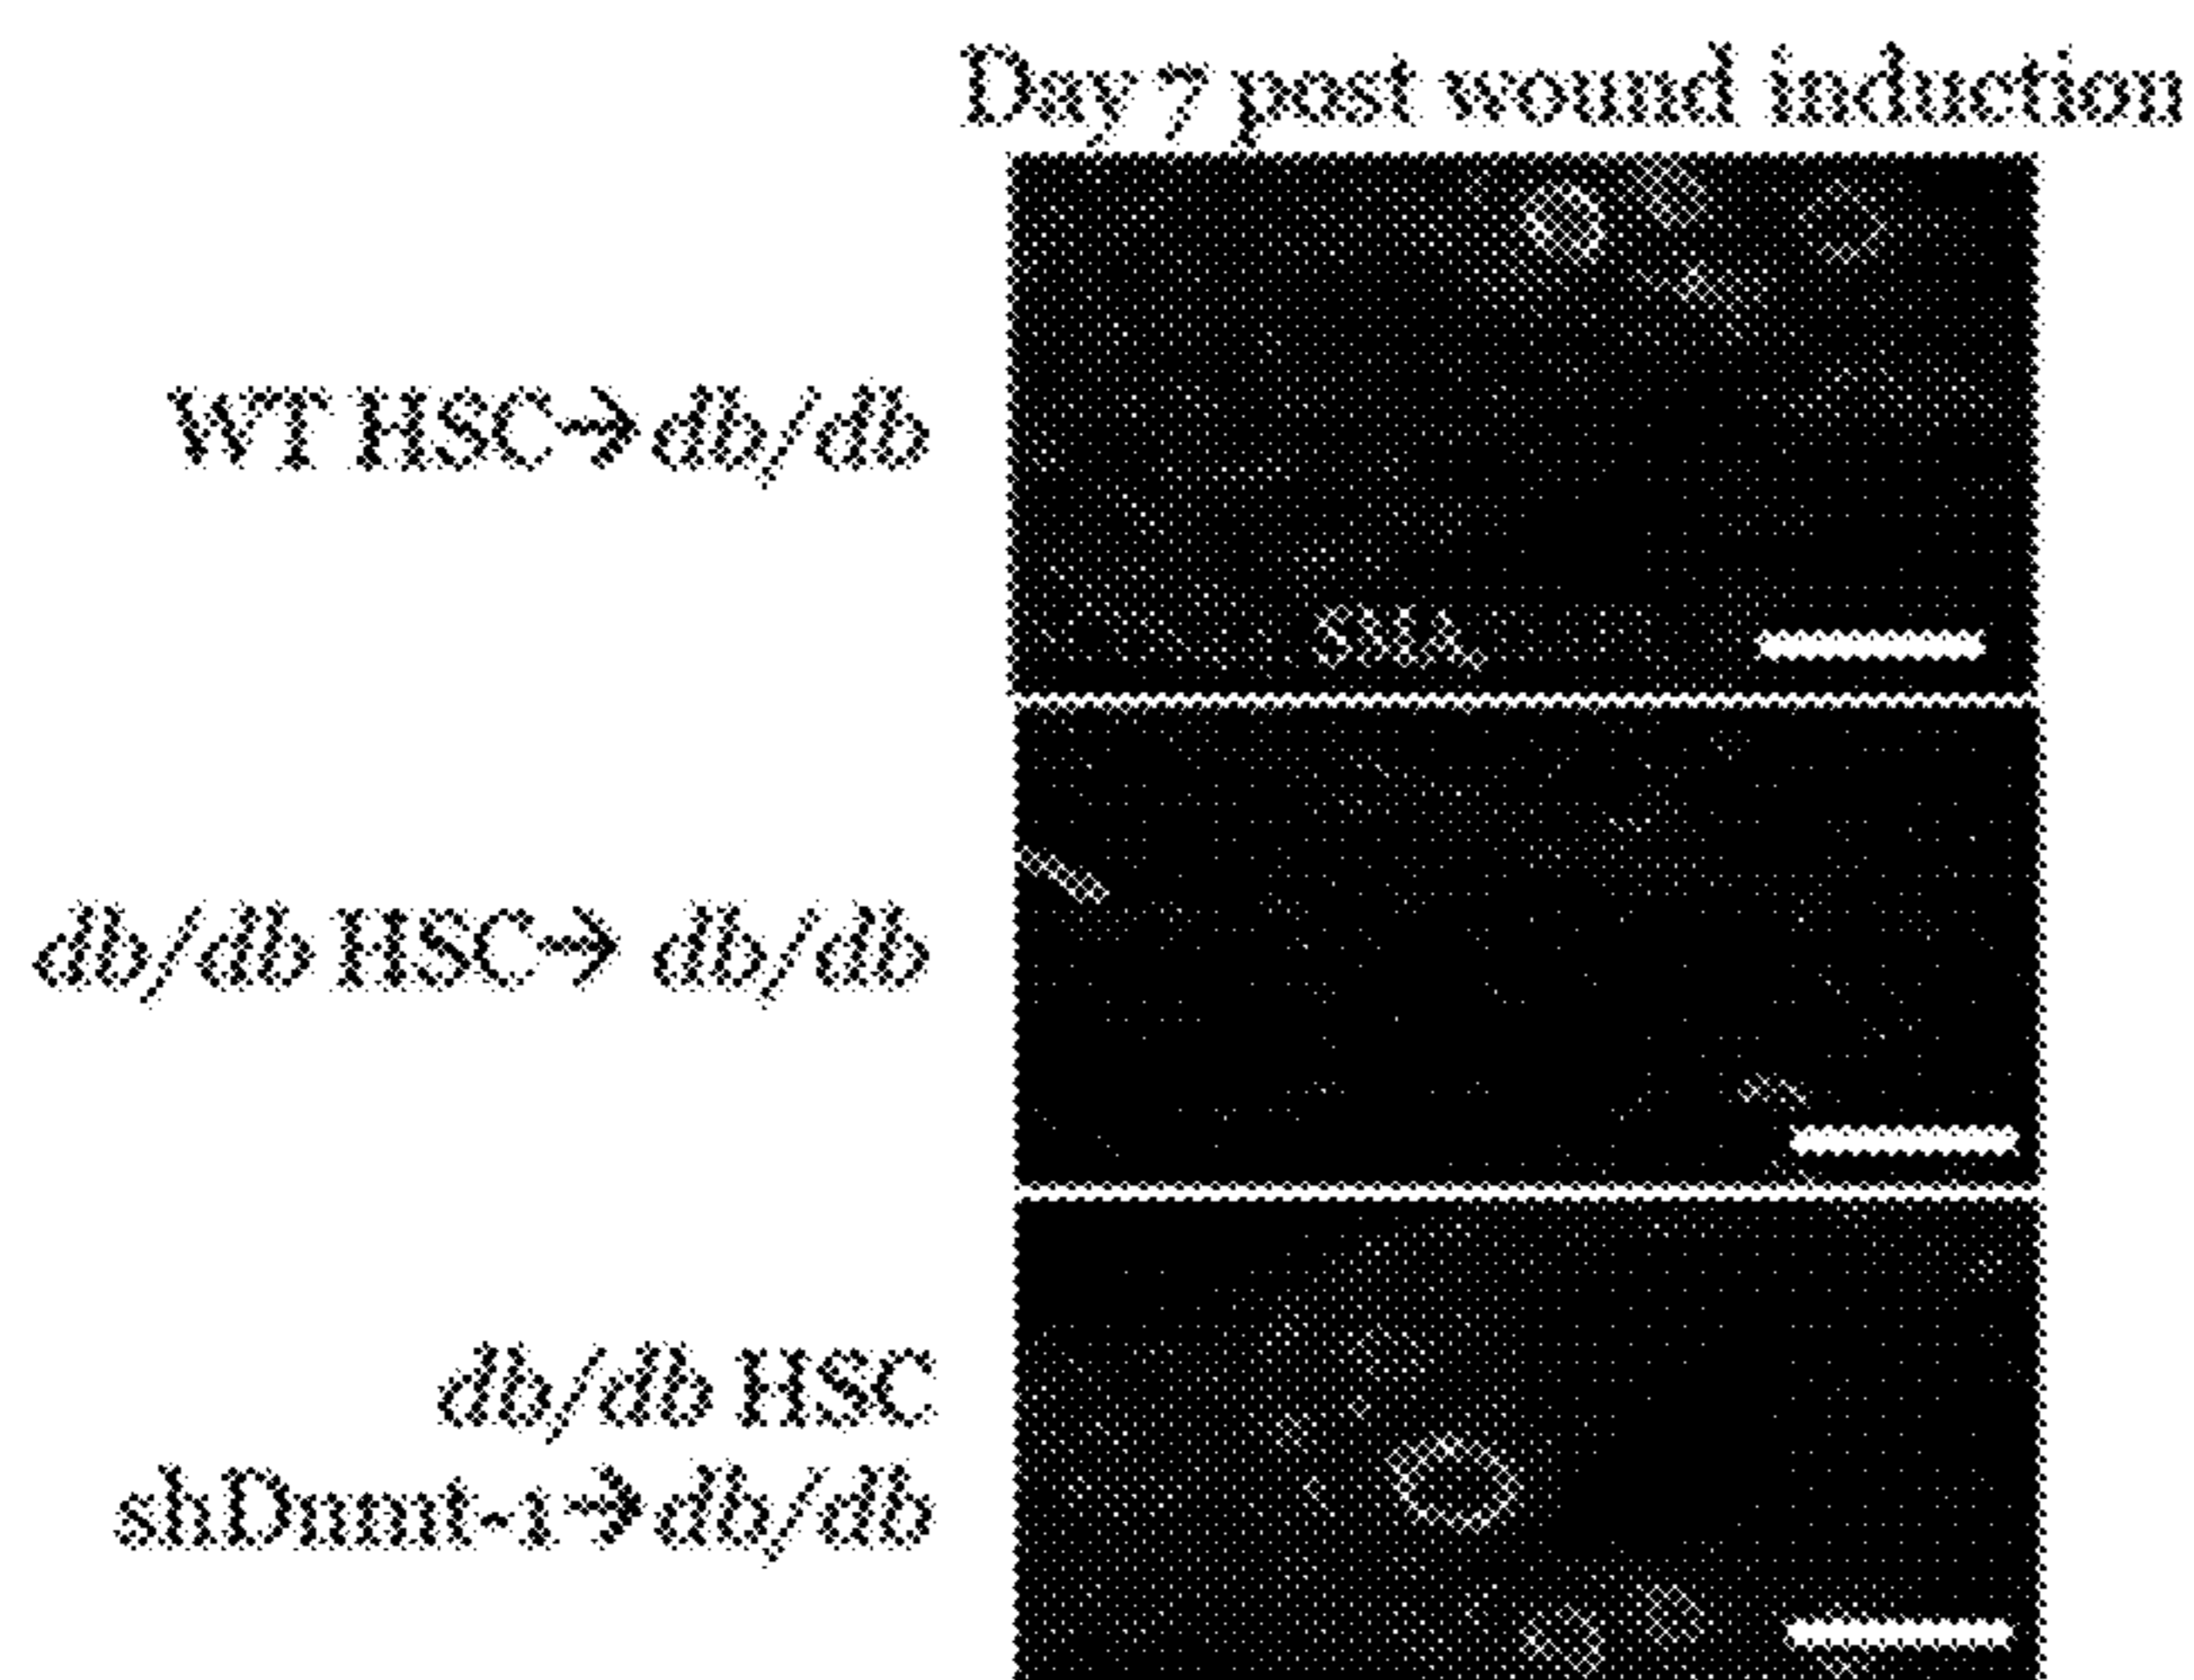 Day 7 post wound induction
WT HSC→db/db
SMA
db/db HSC→ db/db
db/db HSC
shDnmt-1→db/db